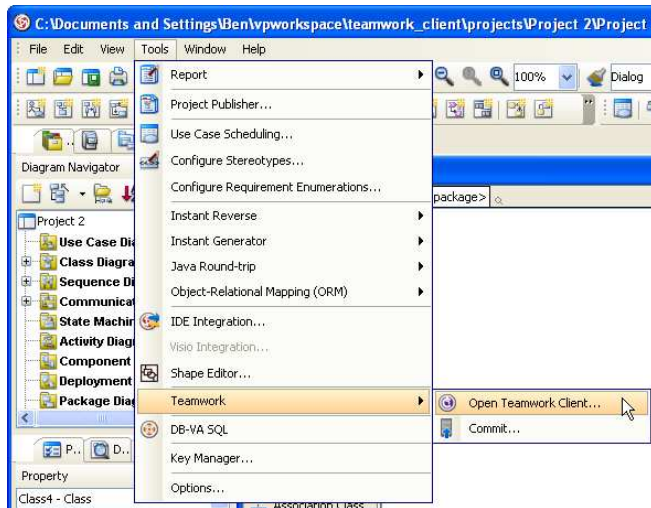 C:\Documents and Settings\Ben\vpworkspace\teamwork_client\projects\Project 2\Project
File Edit View Tools Window Help
100% Dialog
Report
Project Publisher...
Use Case Scheduling...
Configure Stereotypes...
Configure Requirement Enumerations...
Instant Reverse
Instant Generator
Java Round-trip
Object-Relational Mapping (ORM)
IDE Integration...
Visio Integration...
Shape Editor...
Teamwork
DB-VA SQL
Key Manager...
Options...
Open Teamwork Client...
Commit...
Diagram Navigator
package>
Project 2
Use Case Dia
Class Diagra
Sequence Di
Communicat
State Machin
Activity Diagr
Component
Deployment
Package Diag
P.. D..
Property
Class4 - Class
Association Class